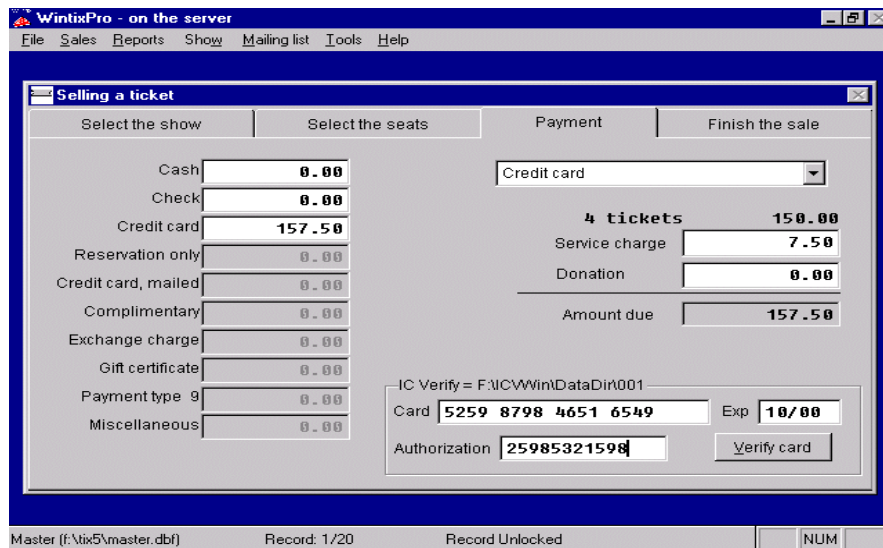 WintixPro - on the server
File Sales Reports Show Mailing list Tools Help
Selling a ticket
Select the show Select the seats Payment Finish the sale
Cash 0.00 Credit card
Check 0.00
Credit card 157.50 4 tickets 150.00
Reservation only 0.00 Service charge 7.50
Credit card, mailed 0.00 Donation 0.00
Complimentary 0.00 Amount due 157.50
Exchange charge 0.00
Gift certificate 0.00
IC Verify = F:\ICVWin\DataDir\001
Payment type 9 0.00 Card 5259 8798 4651 6549 Exp 10/00
Miscellaneous 0.00
Authorization 25985321598 Verify card
Master (f:\tix5\master.dbf) Record: 1/20 Record Unlocked NUM